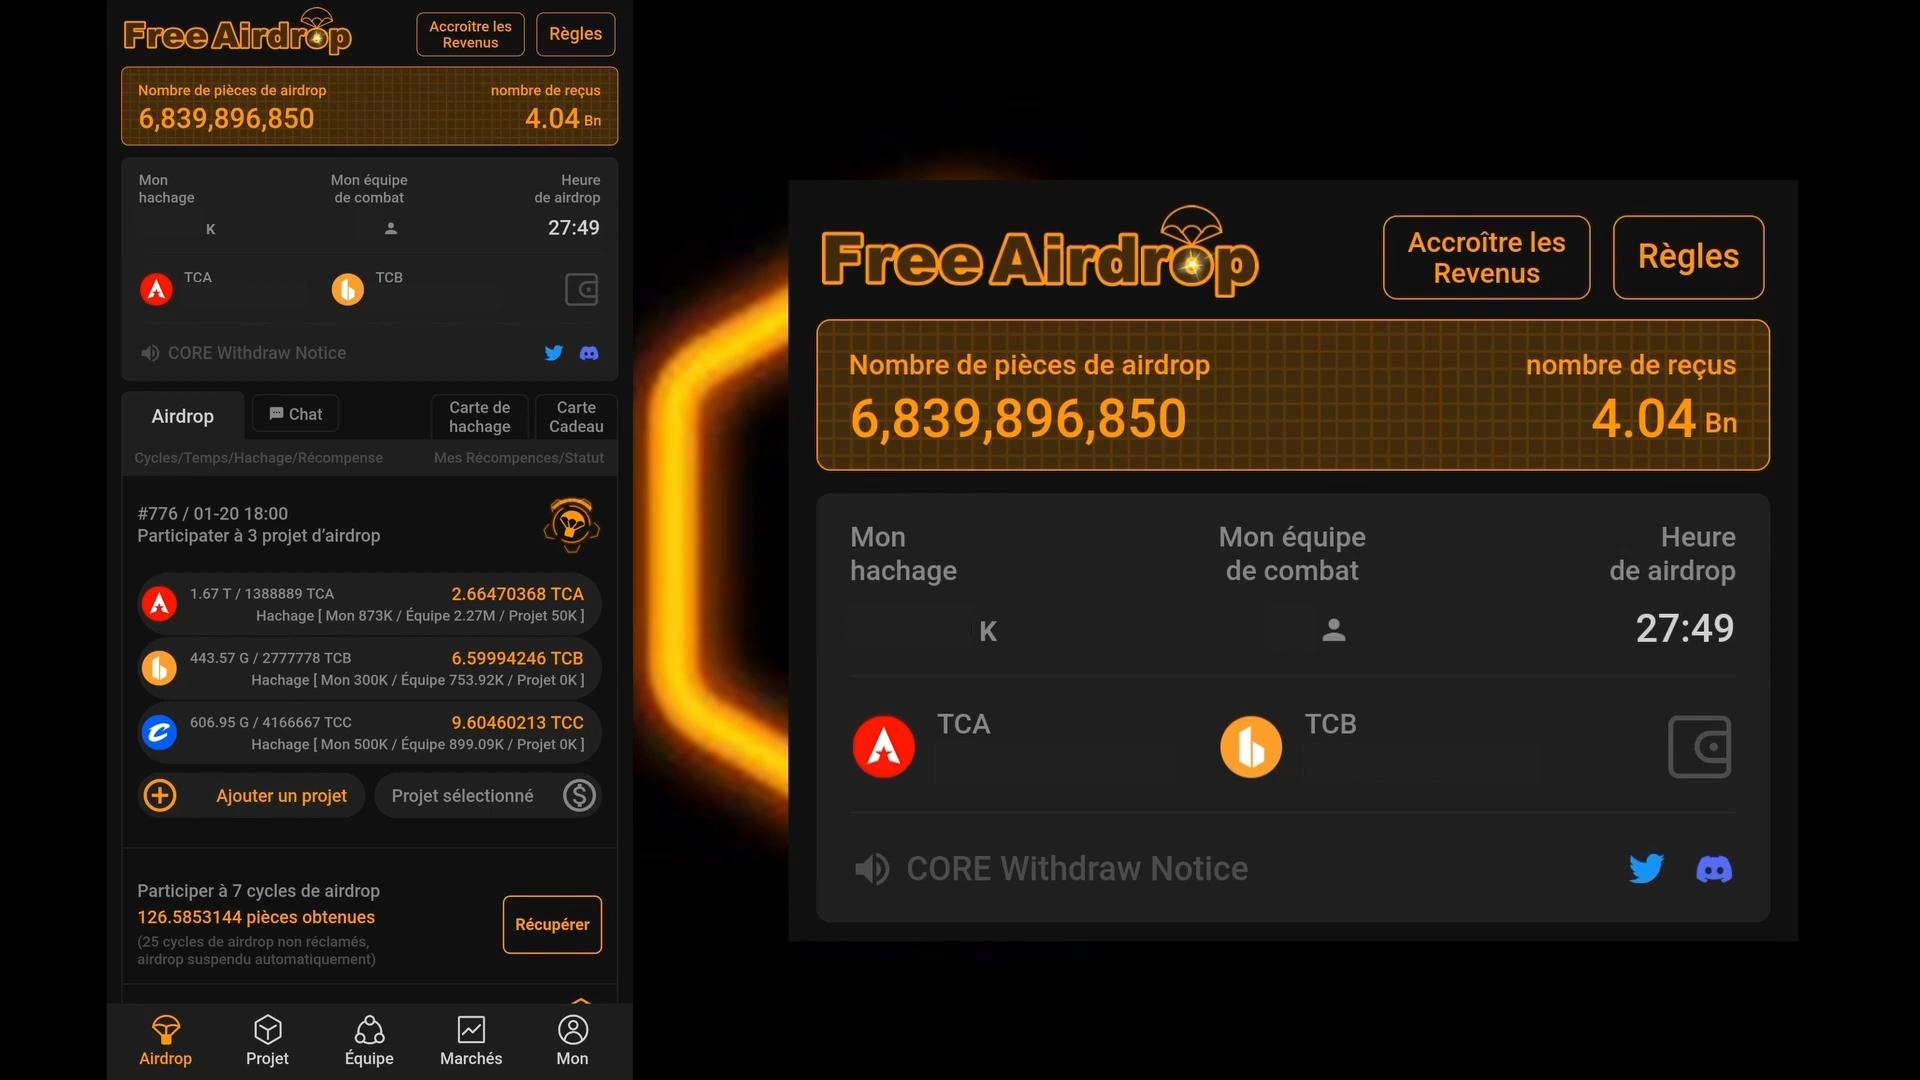 Free Airdrop
Accroître les
Revenus
Règles
Nombre de pièces de airdrop
nombre de reçus
6,839,896,850
4.04 Bn
Mon
hachage
Mon équipe
de combat
Heure
de airdrop
K
27:49
TCA
TCB
CORE Withdraw Notice
Airdrop
Chat
Carte de
hachage
Carte
Cadeau
Cycles/Temps/Hachage/Récompense
Mes Récompences/Statut
#776 / 01-20 18:00
Participater à 3 projet d’airdrop
1.67 T / 1388889 TCA
2.66470368 TCA
Hachage [ Mon 873K / Équipe 2.27M / Projet 50K ]
443.57 G / 2777778 TCB
6.59994246 TCB
Hachage [ Mon 300K / Équipe 753.92K / Projet 0K ]
606.95 G / 4166667 TCC
9.60460213 TCC
Hachage [ Mon 500K / Équipe 899.09K / Projet 0K ]
Ajouter un projet
Projet sélectionné
Participer à 7 cycles de airdrop
126.5853144 pièces obtenues
(25 cycles de airdrop non réclamés,
airdrop suspendu automatiquement)
Récupérer
Airdrop
Projet
Équipe
Marchés
Mon
Free Airdrop
Accroître les
Revenus
Règles
Nombre de pièces de airdrop
nombre de reçus
6,839,896,850
4.04 Bn
Mon
hachage
Mon équipe
de combat
Heure
de airdrop
K
27:49
TCA
TCB
CORE Withdraw Notice